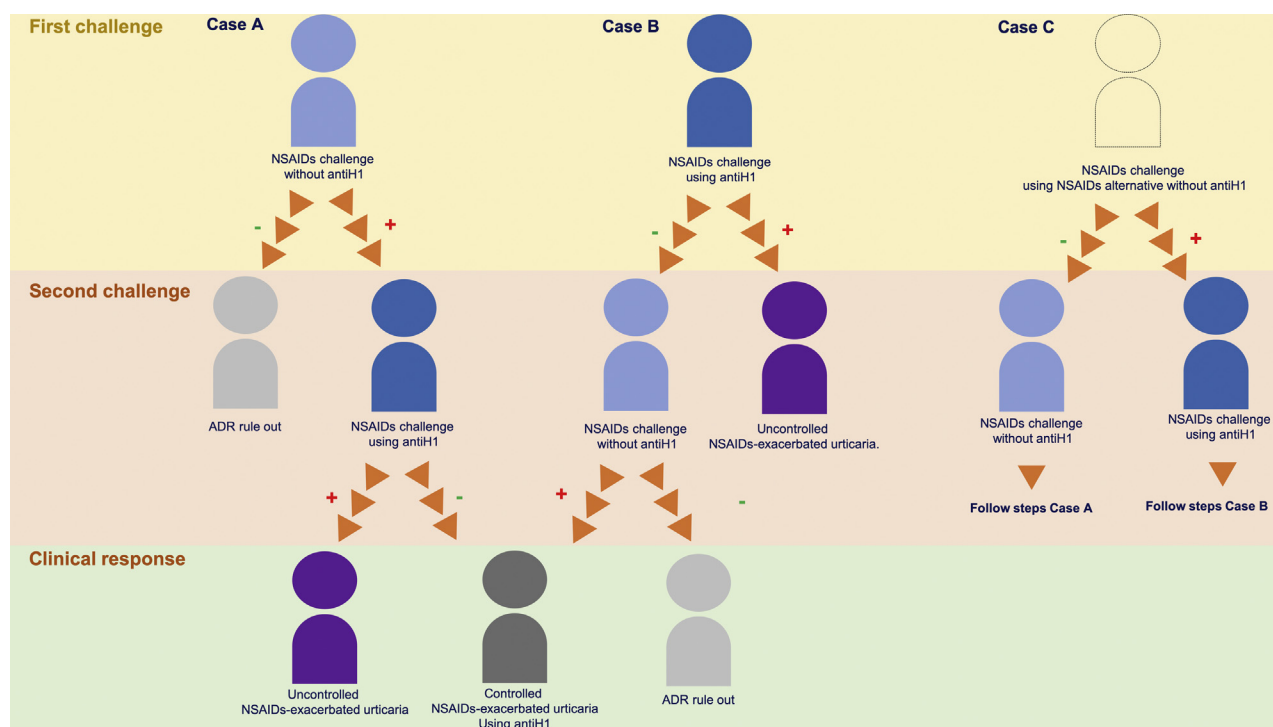 First challenge
Case A
Case B
Case C
NSAIDs challenge
without antiH1
NSAIDs challenge
using antiH1
NSAIDs challenge
using NSAIDs alternative without antiH1
-
+
-
+
-
+
Second challenge
ADR rule out
NSAIDs challenge
using antiH1
NSAIDs challenge
without antiH1
Uncontrolled
NSAIDs-exacerbated urticaria.
NSAIDs challenge
without antiH1
NSAIDs challenge
using antiH1
+
-
+
-
Follow steps Case A
Follow steps Case B
Clinical response
Uncontrolled
NSAIDs-exacerbated urticaria
Controlled
NSAIDs-exacerbated urticaria
Using antiH1
ADR rule out